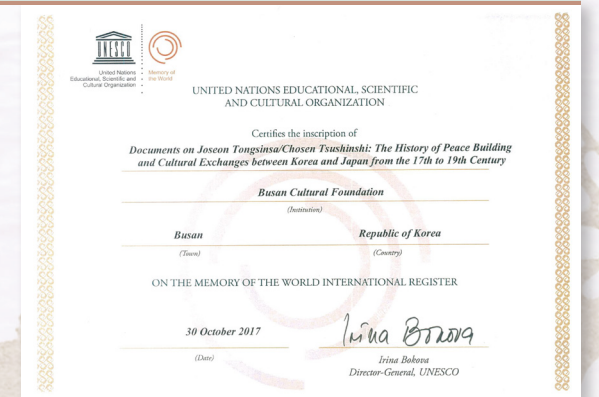 UNESCO
United Nations
Educational, Scientific and
Cultural Organization
Memory of
the World
UNITED NATIONS EDUCATIONAL, SCIENTIFIC
AND CULTURAL ORGANIZATION
Certifies the inscription of
Documents on Joseon Tongsinsa/Chosen Tsushinshi: The History of Peace Building
and Cultural Exchanges between Korea and Japan from the 17th to 19th Century
Busan Cultural Foundation
(Institution)
Busan Republic of Korea
(Town) (Country)
ON THE MEMORY OF THE WORLD INTERNATIONAL REGISTER
30 October 2017 Irina Bokova
(Date) Irina Bokova
Director-General, UNESCO